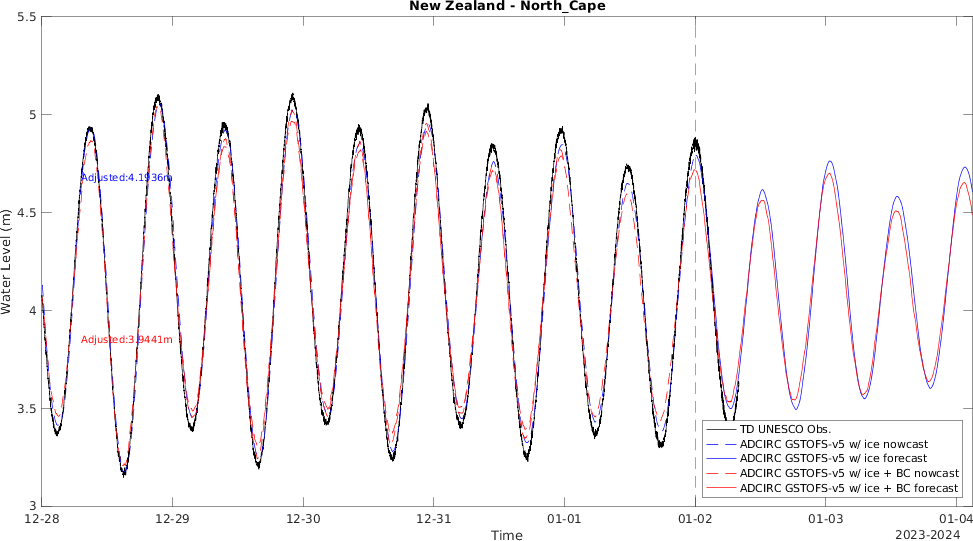 New Zealand - North_Cape
5.5
5
4.5
4
3.5
3
Water Level (m)
Adjusted:4.1936m
Adjusted:3.9441m
TD UNESCO Obs.
ADCIRC GSTOFS-v5 w/ ice nowcast
ADCIRC GSTOFS-v5 w/ ice forecast
ADCIRC GSTOFS-v5 w/ ice + BC nowcast
ADCIRC GSTOFS-v5 w/ ice + BC forecast
12-28 12-29 12-30 12-31 01-01 01-02 01-03 01-04
Time
2023-2024